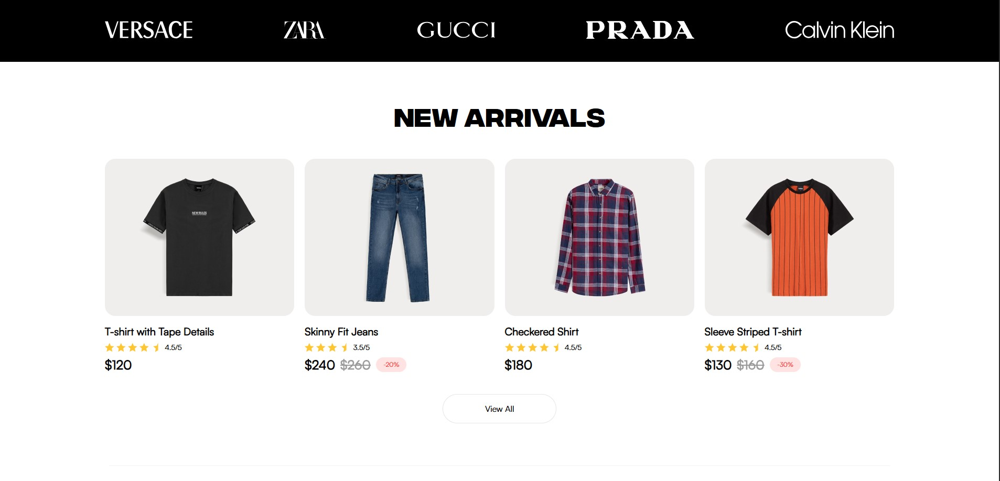 VERSACE ZARA GUCCI PRADA Calvin Klein
NEW ARRIVALS
NEW RULES
T-shirt with Tape Details
4.5/5
$120
Skinny Fit Jeans
3.5/5
$240 $260 -20%
Checkered Shirt
4.5/5
$180
Sleeve Striped T-shirt
4.5/5
$130 $160 -30%
View All